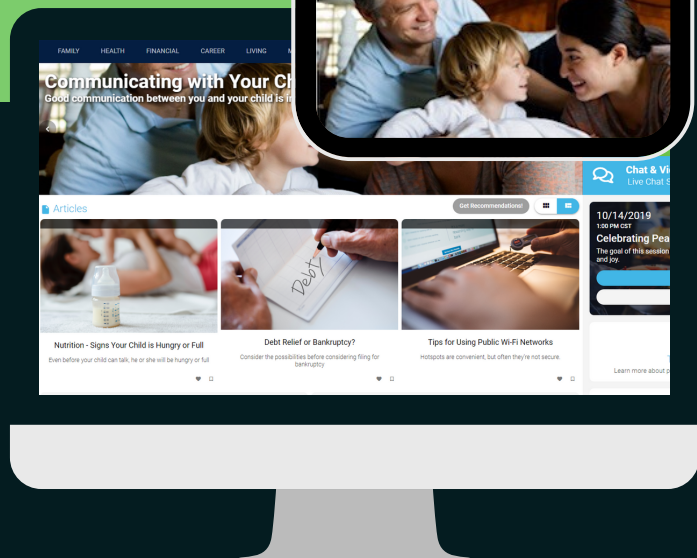 FAMILY HEALTH FINANCIAL CAREER LIVING
Communicating with Your
Good communication between you and your child is
Articles
Get Recommendations!
Debt
Nutrition - Signs Your Child is Hungry or Full
Even before your child can talk, he or she will be hungry or full
Debt Relief or Bankruptcy?
Consider the possibilities before considering filing for
bankruptcy
Tips for Using Public Wi-Fi Networks
Hotspots are convenient, but often they're not secure.
Chat &
Live Chat
10/14/2019
1:00 PM CST
Celebrating
The goal of this session
and joy.
Learn more about